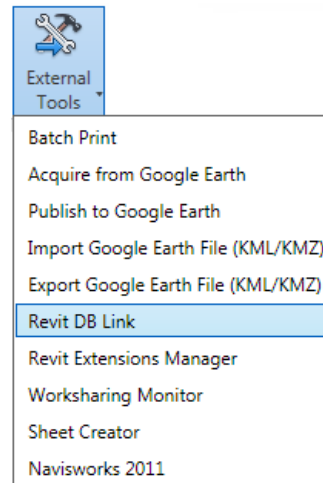 External
Tools
Batch Print
Acquire from Google Earth
Publish to Google Earth
Import Google Earth File (KML/KMZ)
Export Google Earth File (KML/KMZ)
Revit DB Link
Revit Extensions Manager
Worksharing Monitor
Sheet Creator
Navisworks 2011